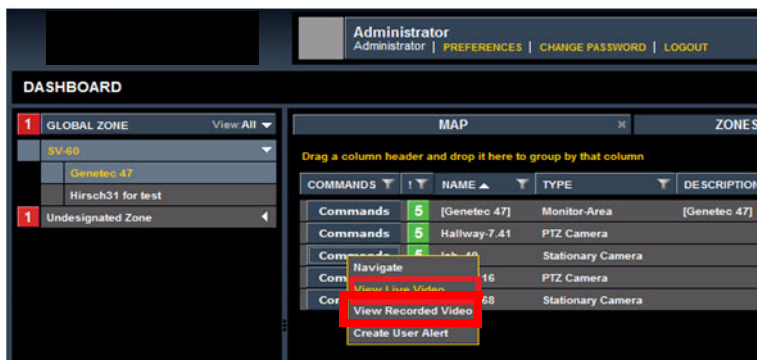 Administrator
Administrator | PREFERENCES | CHANGE PASSWORD | LOGOUT
DASHBOARD
1 GLOBAL ZONE View:All
SV-60
Genetec 47
Hirsch31 for test
1 Undesignated Zone
MAP × ZONES
Drag a column header and drop it here to group by that column
COMMANDS ! NAME TYPE DESCRIPTION
Commands 5 [Genetec 47] Monitor-Area [Genetec 47]
Commands 5 Hallway-7.41 PTZ Camera
Stationary Camera
16 PTZ Camera
68 Stationary Camera
Navigate
View Live Video
View Recorded Video
Create User Alert